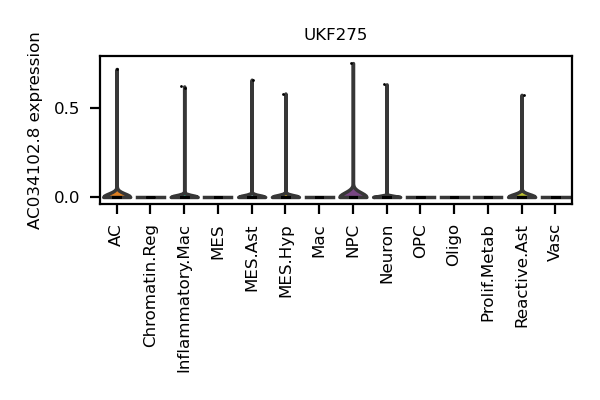 UKF275
AC034102.8 expression
0.5
0.0
AC
Chromatin.Reg
Inflammatory.Mac
MES
MES.Ast
MES.Hyp
Mac
NPC
Neuron
OPC
Oligo
Prolif.Metab
Reactive.Ast
Vasc